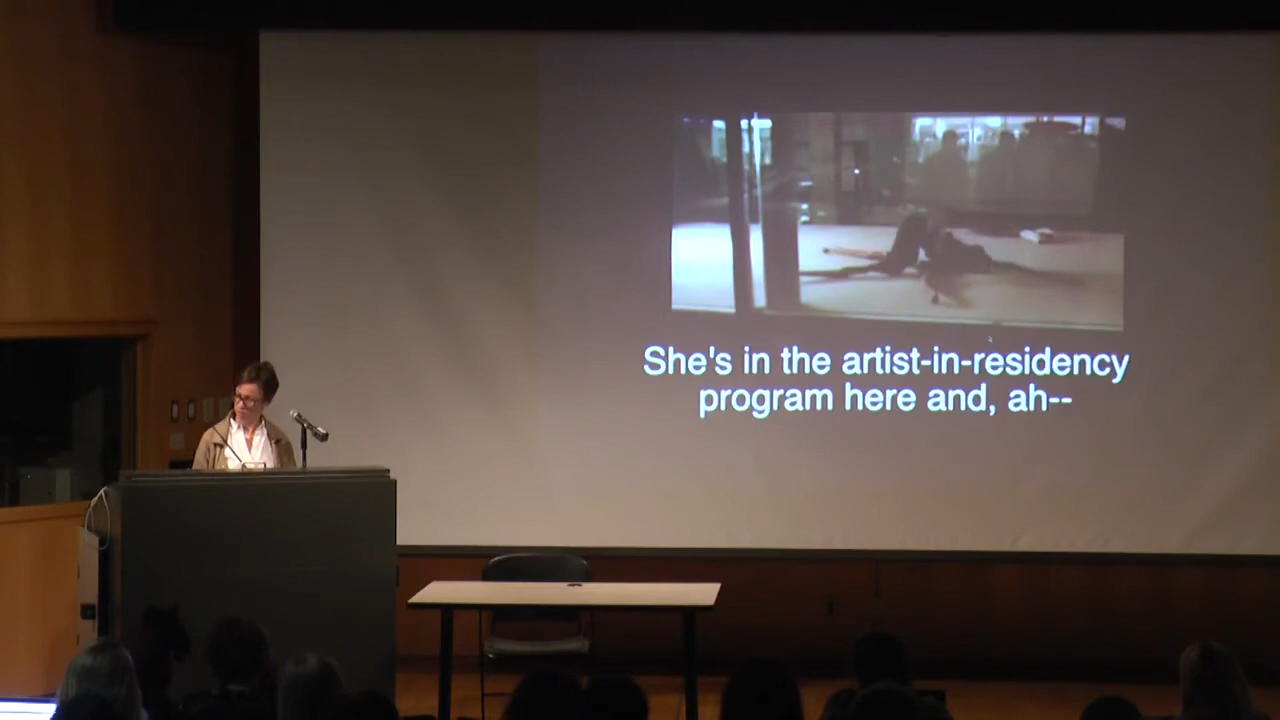 She's in the artist-in-residency
program here and, ah--